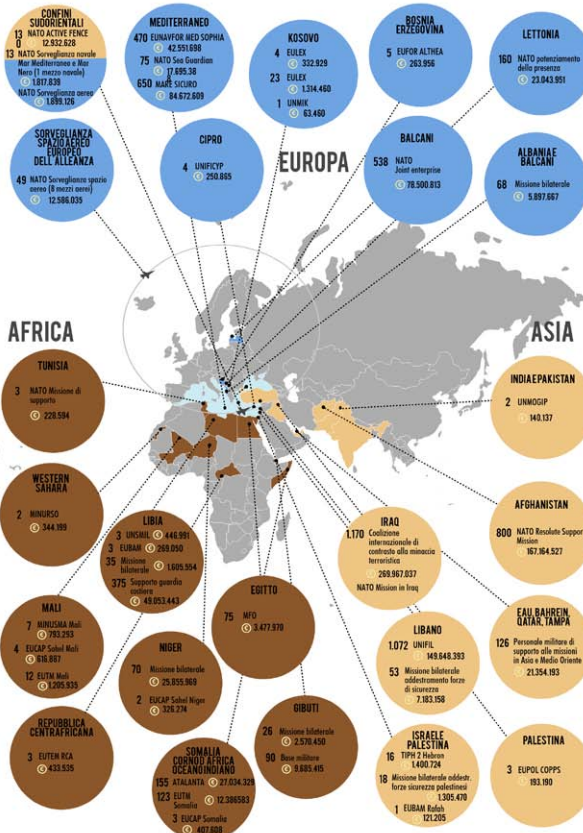 CONFINI
SUDORIENTALI
13 NATO ACTIVE FENCE
0 € 12.932.628
13 NATO Sorveglianza navale
Mar Mediterraneo e Mar
Nero (1 mezzo navale)
€ 1.817.839
NATO Sorveglianza aerea
€ 1.899.126
MEDITERRANEO
470 EUNAVFOR MED SOPHIA
€ 42.551.698
75 NATO Sea Guardian
€ 17.695.38
650 MARE SICURO
€ 84.672.609
KOSOVO
4 EULEX
€ 332.929
23 EULEX
€ 1.314.460
1 UNMIK
€ 63.460
BOSNIA
ERZEGOVINA
5 EUFOR ALTHEA
€ 263.956
LETTONIA
160 NATO potenziamento
della presenza
€ 23.043.951
SORVEGLIANZA
SPAZIO AEREO
EUROPEO
DELL'ALLEANZA
49 NATO Sorveglianza spazio
aereo (8 mezzi aerei)
€ 12.586.035
CIPRO
4 UNIFICYP
€ 250.865
EUROPA
BALCANI
538 NATO
Joint enterprise
€ 78.500.813
ALBANIA E
BALCANI
68 Missione bilaterale
€ 5.897.667
AFRICA
ASIA
TUNISIA
3 NATO Missione di
supporto
€ 228.594
INDIA E PAKISTAN
2 UNMOGIP
€ 140.137
WESTERN
SAHARA
2 MINURSO
€ 344.199
LIBIA
3 UNSMIL € 446.991
3 EUBAM € 269.050
35 Missione
bilaterale € 1.605.594
375 Supporto guardia
costiera
€ 49.053.443
IRAQ
1.170 Coalizione
internazionale di
contrasto alla minaccia
terroristica
€ 269.967.037
NATO Mission in Iraq
AFGHANISTAN
800 NATO Resolute Support
Mission
€ 167.164.527
MALI
7 MINUSMA Mali
€ 793.293
4 EUCAP Sahel Mali
€ 616.867
12 EUTM Mali
€ 1.205.935
EGITTO
75 MFO
€ 3.477.970
NIGER
70 Missione bilaterale
€ 25.855.969
2 EUCAP Sahel Niger
€ 326.274
LIBANO
1.072 UNIFIL
€ 149.648.393
53 Missione bilaterale
addestramento forze
di sicurezza
€ 7.183.158
EAU, BAHREIN,
QATAR, TAMPA
126 Personale militare di
supporto alle missioni
in Asia e Medio Oriente
€ 21.354.193
REPUBBLICA
CENTRAFRICANA
3 EUTEM RCA
€ 433.535
SOMALIA
CORNO D'AFRICA
OCEANO INDIANO
155 ATALANTA € 27.034.329
123 EUTM
Somalia € 12.386583
3 EUCAP Somalia
€ 407.608
GIBUTI
26 Missione bilaterale
€ 2.570.450
90 Base militare
€ 9.685.415
ISRAELE
PALESTINA
16 TIPH 2 Hebron
€ 1.400.724
18 Missione bilaterale addestr.
forze sicurezza palestinesi
€ 1.305.470
1 EUBAM Rafah
€ 121.205
PALESTINA
3 EUPOL COPPS
€ 193.190